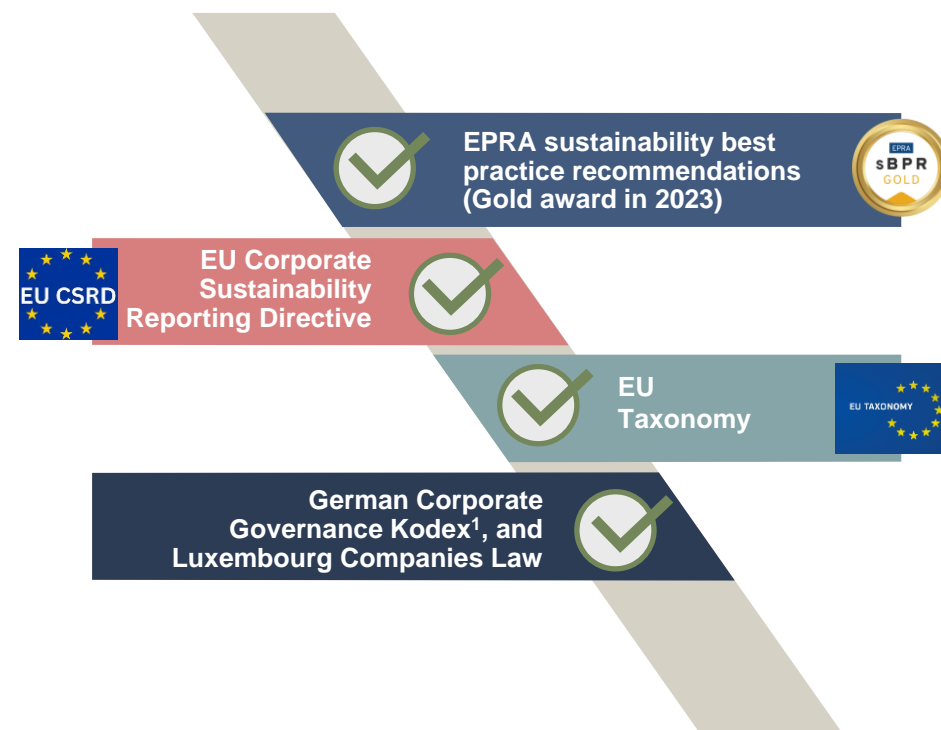 EPRA sustainability best
practice recommendations
(Gold award in 2023)
EPRA
sBPR
GOLD
EU Corporate
Sustainability
Reporting Directive
EU CSRD
EU
Taxonomy
EU TAXONOMY
German Corporate
Governance Kodex¹, and
Luxembourg Companies Law